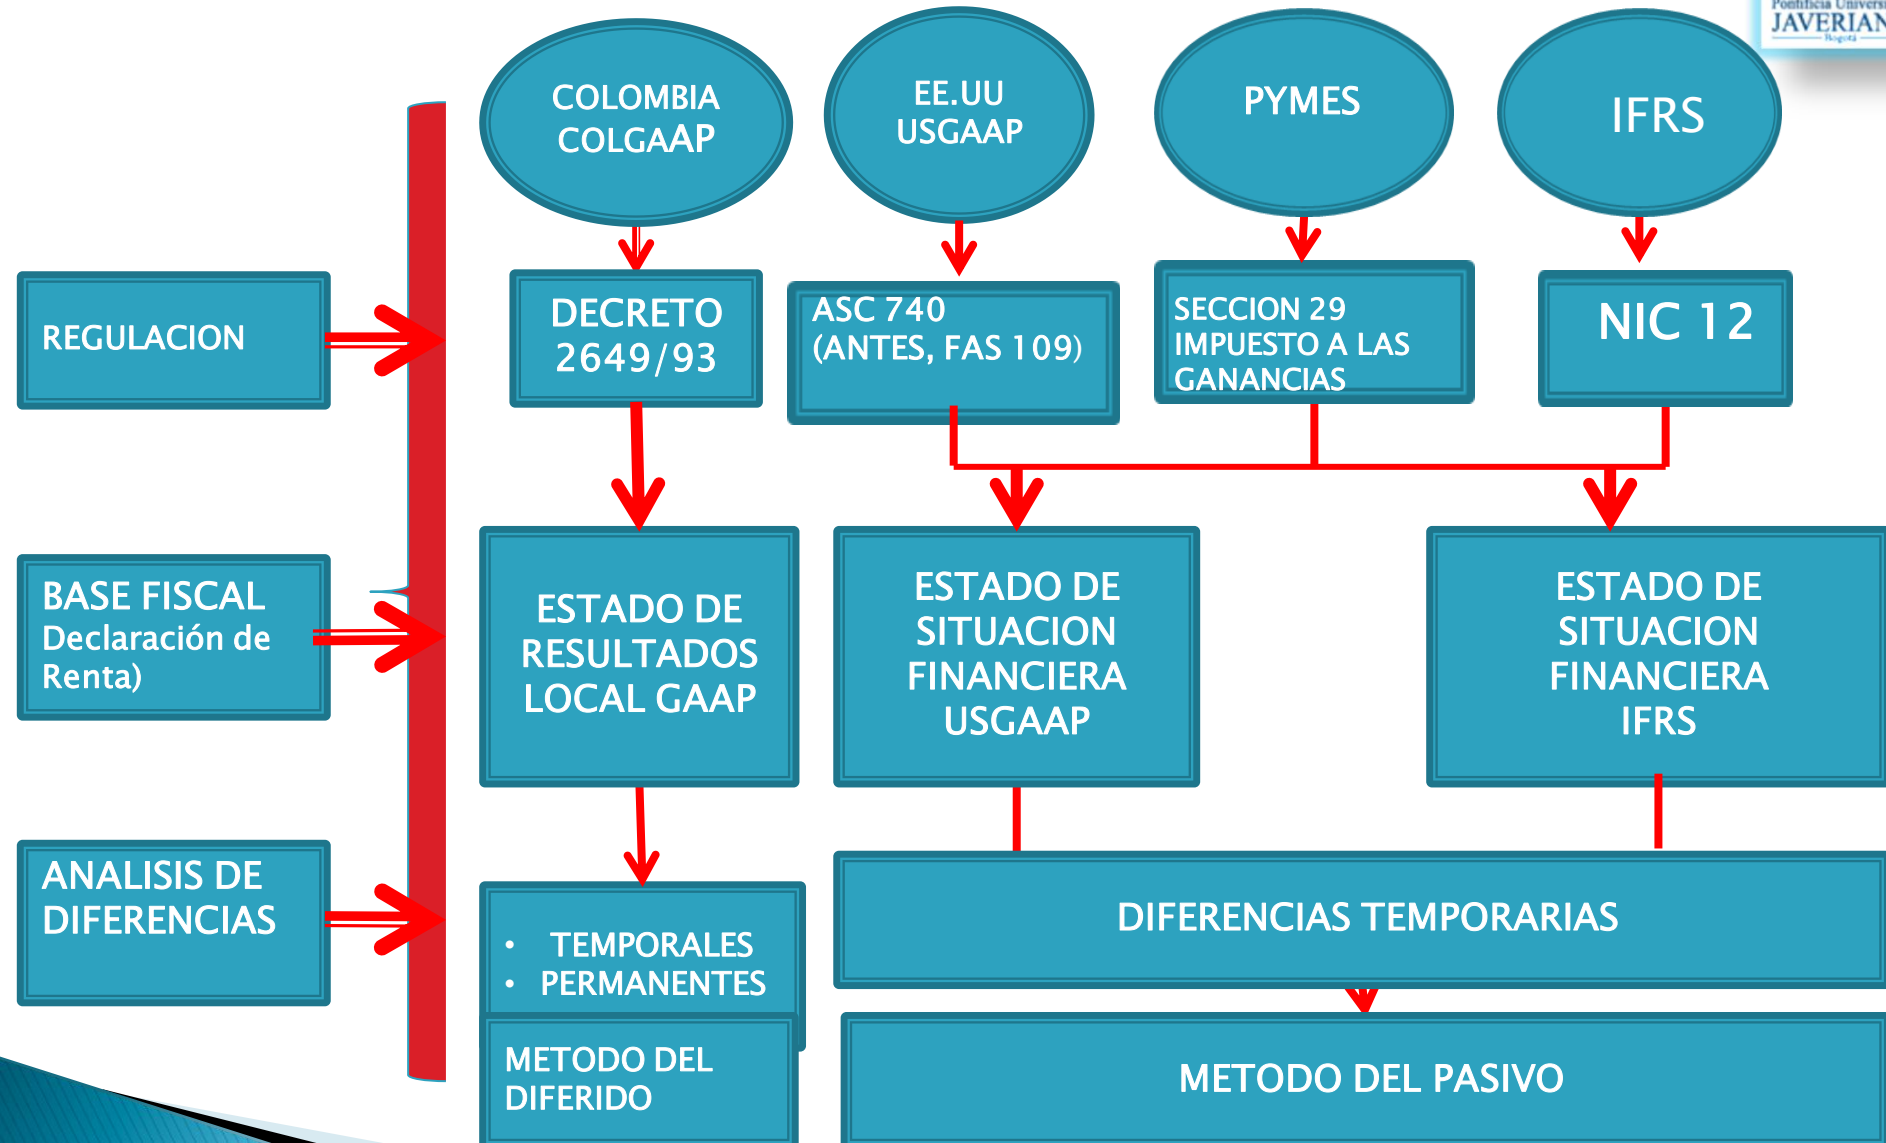 Pontificia
JAVERIAN
Bogotá
COLOMBIA
COLGAAP
EE.UU
USGAAP
PYMES
IFRS
REGULACION
DECRETO
2649/93
ASC 740
(ANTES, FAS 109)
SECCION 29
IMPUESTO A LAS
GANANCIAS
NIC 12
BASE FISCAL
Declaración de
Renta)
ESTADO DE
RESULTADOS
LOCAL GAAP
ESTADO DE
SITUACION
FINANCIERA
USGAAP
ESTADO DE
SITUACION
FINANCIERA
IFRS
ANALISIS DE
DIFERENCIAS
• TEMPORALES
• PERMANENTES
DIFERENCIAS TEMPORARIAS
METODO DEL
DIFERIDO
METODO DEL PASIVO